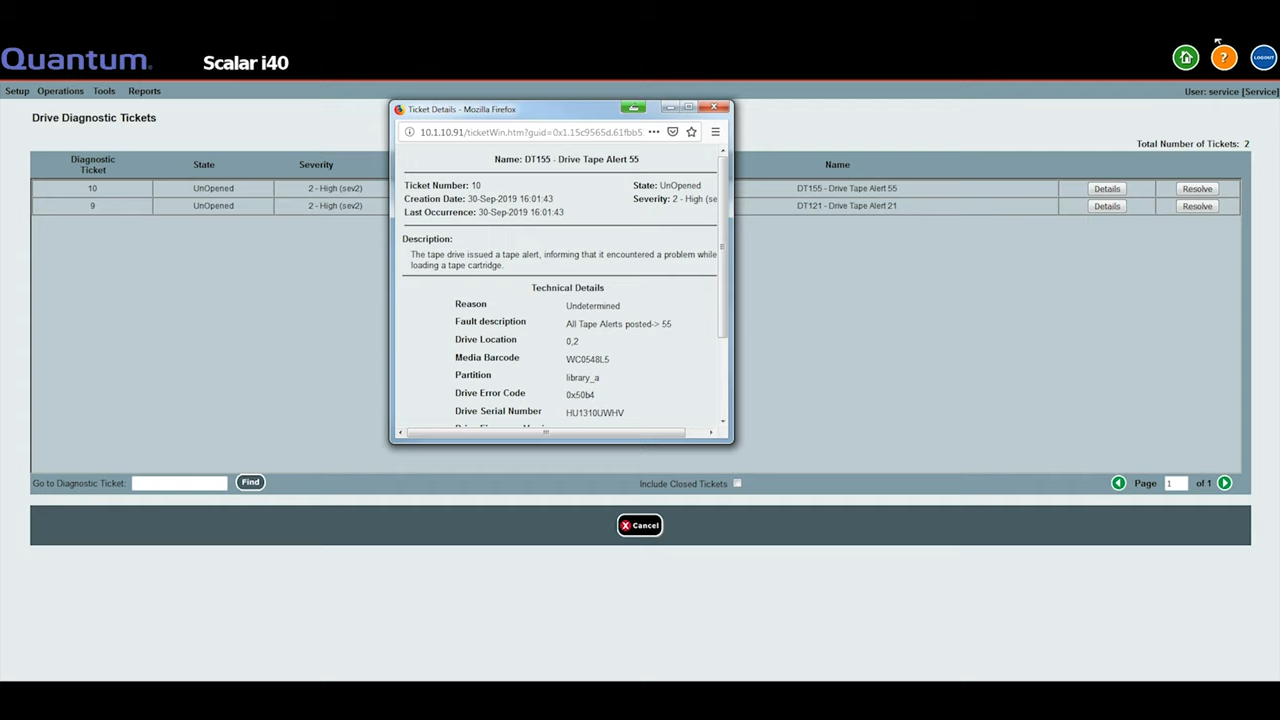 Quantum.
Scalar i40
LOGOUT
Setup Operations Tools Reports
User: service [Service]
Drive Diagnostic Tickets
Total Number of Tickets: 2
Diagnostic Ticket State Severity Name
10 UnOpened 2 - High (sev2) DT155 - Drive Tape Alert 55 Details Resolve
9 UnOpened 2 - High (sev2) DT121 - Drive Tape Alert 21 Details Resolve
Ticket Details - Mozilla Firefox
10.1.10.91/ticketWin.htm?guid=0x1.15c9565d.61fbb5
Name: DT155 - Drive Tape Alert 55
Ticket Number: 10 State: UnOpened
Creation Date: 30-Sep-2019 16:01:43 Severity: 2 - High (se
Last Occurrence: 30-Sep-2019 16:01:43
Description:
The tape drive issued a tape alert, informing that it encountered a problem while
loading a tape cartridge.
Technical Details
Reason Undetermined
Fault description All Tape Alerts posted-> 55
Drive Location 0,2
Media Barcode WC0548L5
Partition library_a
Drive Error Code 0x50b4
Drive Serial Number HU1310UWHV
Go to Diagnostic Ticket: Find Include Closed Tickets Page 1 of 1
Cancel